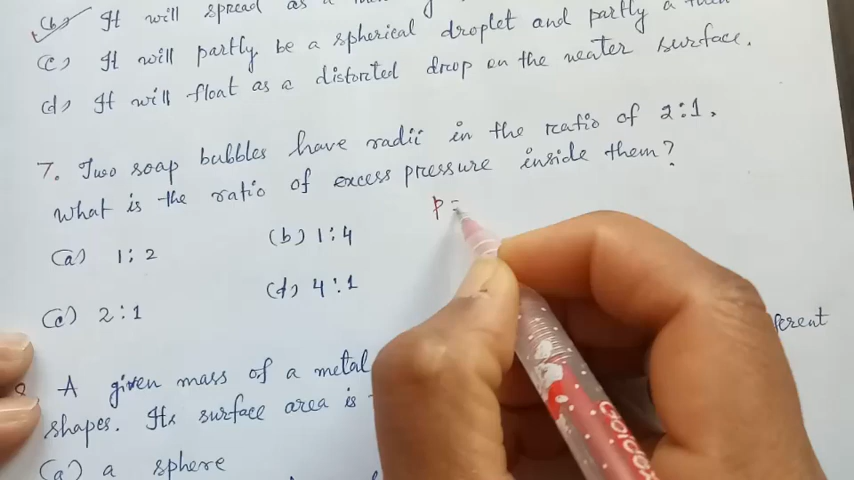 (b) It will spread as a
(c) It will partly be a spherical droplet and partly a thin
(d) It will float as a distorted drop on the water surface.
7. Two soap bubbles have radii in the ratio of 2:1.
What is the ratio of excess pressure inside them?
P =
(a) 1:2
(b) 1:4
(c) 2:1
(d) 4:1
8. A given mass of a metal
shapes. Its surface area is
(a) a sphere
Goldex